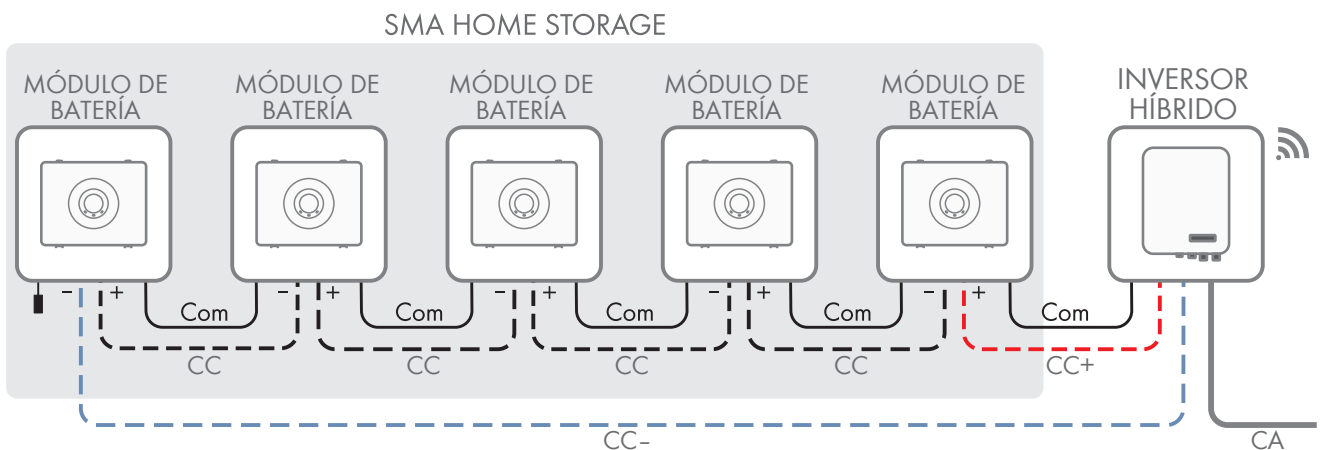 SMA HOME STORAGE
MÓDULO DE
BATERÍA
MÓDULO DE
BATERÍA
MÓDULO DE
BATERÍA
MÓDULO DE
BATERÍA
MÓDULO DE
BATERÍA
INVERSOR
HÍBRIDO
– + – + – + – + – +
Com Com Com Com Com
CC CC CC CC CC+
CC–
CA